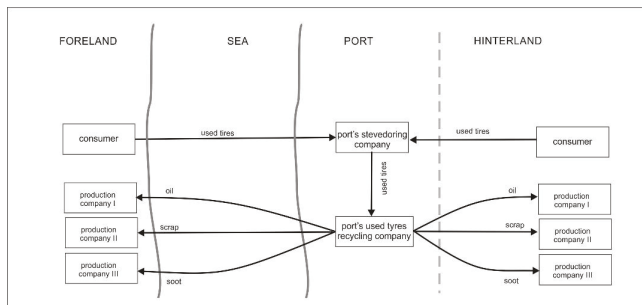 FORELAND
SEA
PORT
HINTERLAND
consumer
used tires
port's stevedoring
company
used tires
consumer
used tires
production
company I
oil
production
company II
scrap
production
company III
soot
port's used tyres
recycling company
oil
production
company I
scrap
production
company II
soot
production
company III